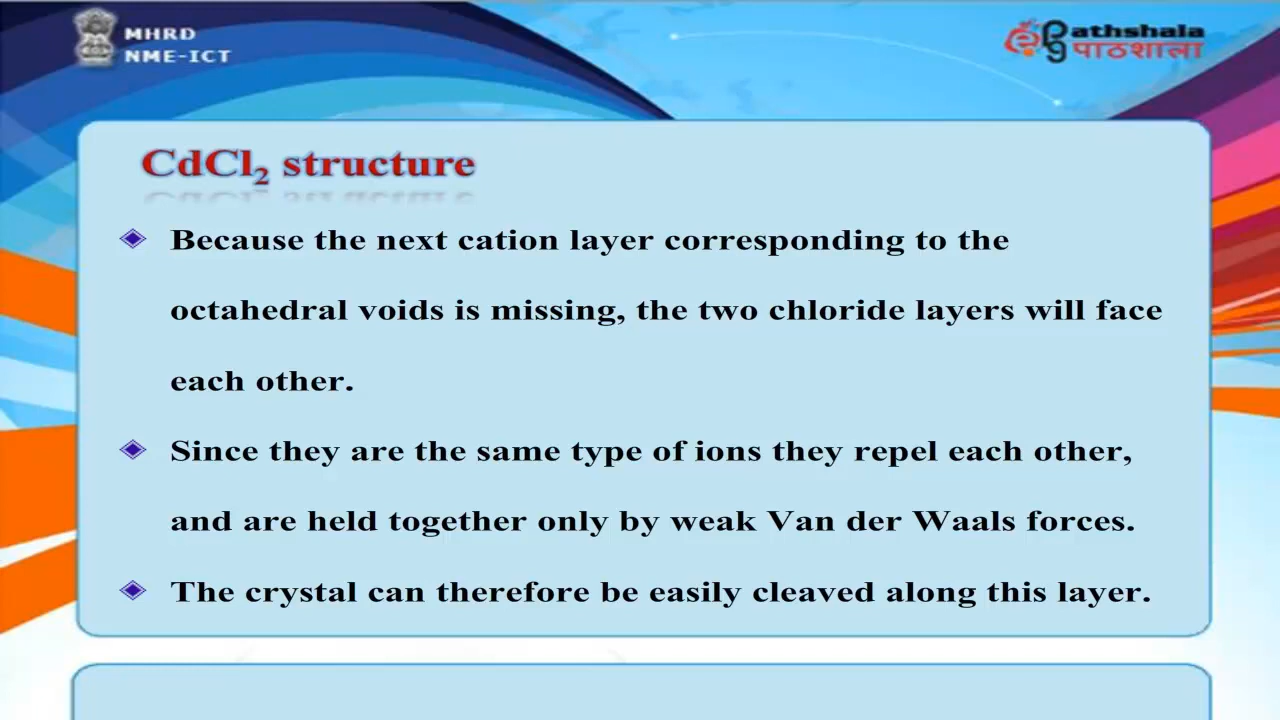 MHRD
NME-ICT
ePG athshala
पाठशाला
CdCl₂ structure
Because the next cation layer corresponding to the
octahedral voids is missing, the two chloride layers will face
each other.
Since they are the same type of ions they repel each other,
and are held together only by weak Van der Waals forces.
The crystal can therefore be easily cleaved along this layer.